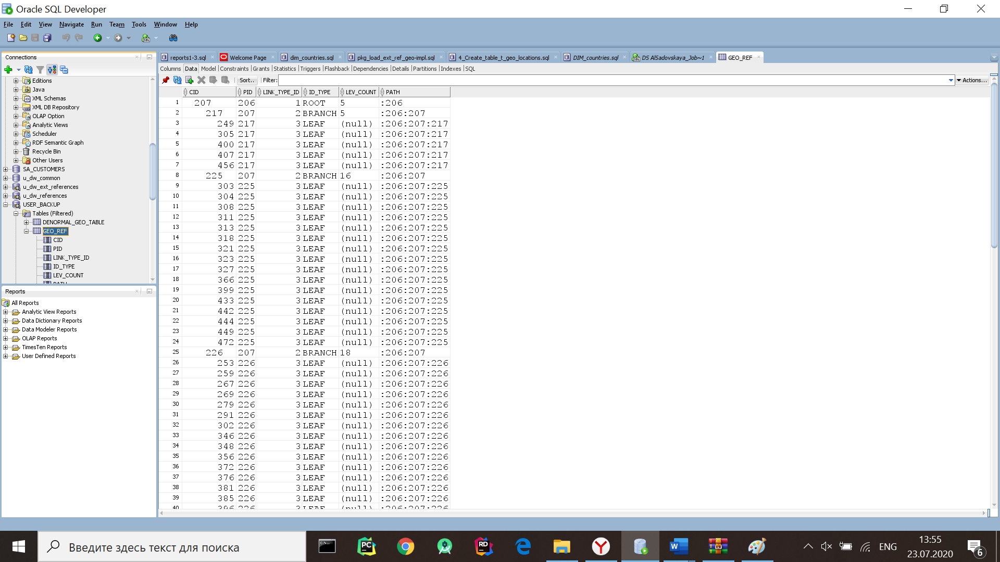 Oracle SQL Developer
File Edit View Navigate Run Team Tools Window Help
Connections
Editions
Java
XML Schemas
XML DB Repository
OLAP Option
Analytic Views
Scheduler
RDF Semantic Graph
Recycle Bin
Other Users
SA_CUSTOMERS
u_dw_common
u_dw_ext_references
u_dw_references
USER_BACKUP
Tables (Filtered)
DENORMAL_GEO_TABLE
GEO_REF
CID
PID
LINK_TYPE_ID
ID_TYPE
LEV_COUNT
PATH
Reports
All Reports
Analytic View Reports
Data Dictionary Reports
Data Modeler Reports
OLAP Reports
TimesTen Reports
User Defined Reports
reports1-3.sql Welcome Page dim_countries.sql pkg_load_ext_ref_geo-impl.sql 4_Create_table_t_geo_locations.sql DIM_countries.sql DS AlSadovskaya_Job~1 GEO_REF
Columns Data Model Constraints Grants Statistics Triggers Flashback Dependencies Details Partitions Indexes SQL
Sort.. Filter: Actions...
CID PID LINK_TYPE_ID ID_TYPE LEV_COUNT PATH
1 207 206 1 ROOT 5 :206
2 217 207 2 BRANCH 5 :206:207
3 249 217 3 LEAF (null) :206:207:217
4 305 217 3 LEAF (null) :206:207:217
5 400 217 3 LEAF (null) :206:207:217
6 407 217 3 LEAF (null) :206:207:217
7 456 217 3 LEAF (null) :206:207:217
8 225 207 2 BRANCH 16 :206:207
9 303 225 3 LEAF (null) :206:207:225
10 304 225 3 LEAF (null) :206:207:225
11 308 225 3 LEAF (null) :206:207:225
12 311 225 3 LEAF (null) :206:207:225
13 313 225 3 LEAF (null) :206:207:225
14 318 225 3 LEAF (null) :206:207:225
15 321 225 3 LEAF (null) :206:207:225
16 323 225 3 LEAF (null) :206:207:225
17 327 225 3 LEAF (null) :206:207:225
18 366 225 3 LEAF (null) :206:207:225
19 399 225 3 LEAF (null) :206:207:225
20 433 225 3 LEAF (null) :206:207:225
21 442 225 3 LEAF (null) :206:207:225
22 444 225 3 LEAF (null) :206:207:225
23 449 225 3 LEAF (null) :206:207:225
24 472 225 3 LEAF (null) :206:207:225
25 226 207 2 BRANCH 18 :206:207
26 253 226 3 LEAF (null) :206:207:226
27 259 226 3 LEAF (null) :206:207:226
28 267 226 3 LEAF (null) :206:207:226
29 269 226 3 LEAF (null) :206:207:226
30 279 226 3 LEAF (null) :206:207:226
31 291 226 3 LEAF (null) :206:207:226
32 302 226 3 LEAF (null) :206:207:226
33 346 226 3 LEAF (null) :206:207:226
34 348 226 3 LEAF (null) :206:207:226
35 356 226 3 LEAF (null) :206:207:226
36 372 226 3 LEAF (null) :206:207:226
37 376 226 3 LEAF (null) :206:207:226
38 381 226 3 LEAF (null) :206:207:226
39 385 226 3 LEAF (null) :206:207:226
40 396 226 3 LEAF (null) :206:207:226
Введите здесь текст для поиска
PC
RD
ENG
13:55
23.07.2020
6